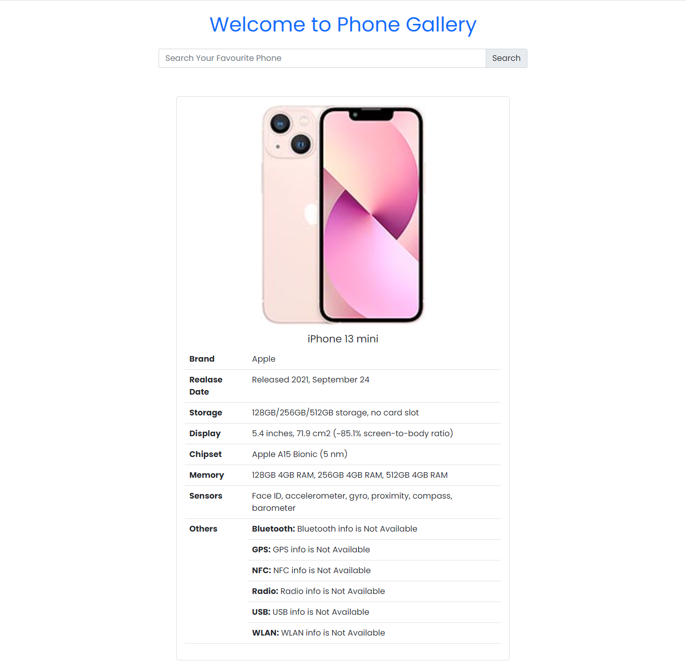 Welcome to Phone Gallery
Search Your Favourite Phone
Search
iPhone 13 mini
Brand Apple
Realase Released 2021, September 24
Date
Storage 128GB/256GB/512GB storage, no card slot
Display 5.4 inches, 71.9 cm2 (~85.1% screen-to-body ratio)
Chipset Apple A15 Bionic (5 nm)
Memory 128GB 4GB RAM, 256GB 4GB RAM, 512GB 4GB RAM
Sensors Face ID, accelerometer, gyro, proximity, compass,
barometer
Others Bluetooth: Bluetooth info is Not Available
GPS: GPS info is Not Available
NFC: NFC info is Not Available
Radio: Radio info is Not Available
USB: USB info is Not Available
WLAN: WLAN info is Not Available